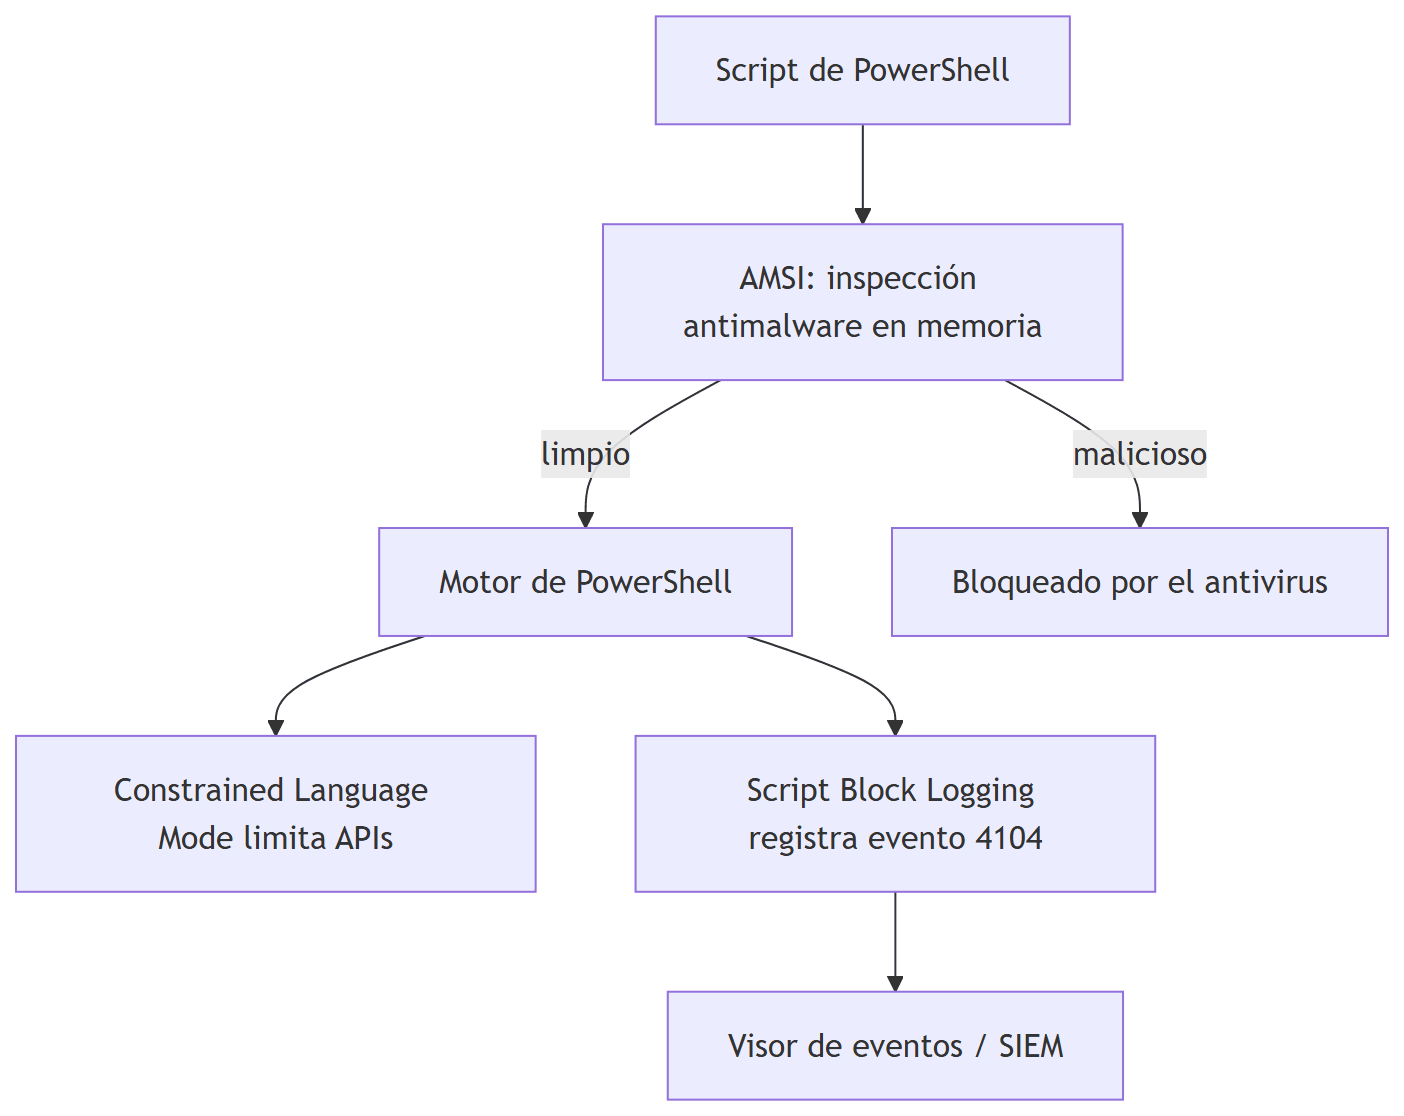 Script de PowerShell
AMSI: inspección
antimalware en memoria
limpio
malicioso
Motor de PowerShell
Bloqueado por el antivirus
Constrained Language
Mode limita APIs
Script Block Logging
registra evento 4104
Visor de eventos / SIEM